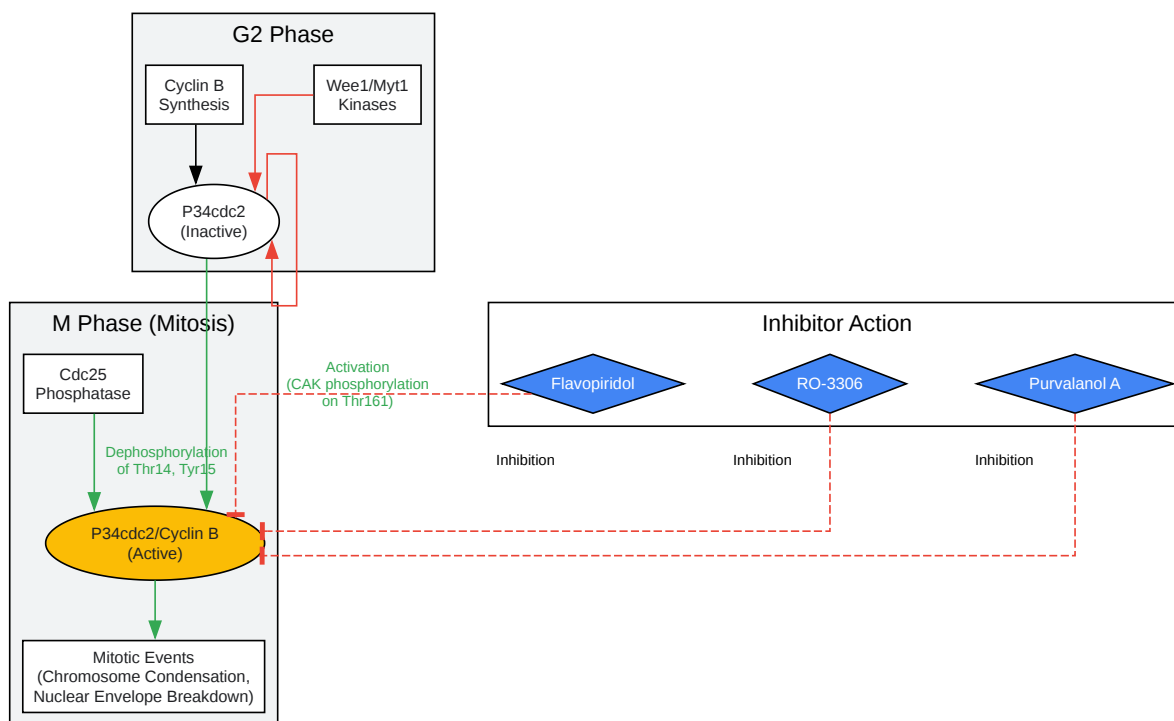 G2 Phase
Cyclin B
Synthesis
Wee1/Myt1
Kinases
P34cdc2
(Inactive)
M Phase (Mitosis)
Cdc25
Phosphatase
Activation
(CAK phosphorylation
on Thr161)
Dephosphorylation
of Thr14, Tyr15
P34cdc2/Cyclin B
(Active)
Mitotic Events
(Chromosome Condensation,
Nuclear Envelope Breakdown)
Inhibitor Action
Flavopiridol
RO-3306
Purvalanol A
Inhibition
Inhibition
Inhibition